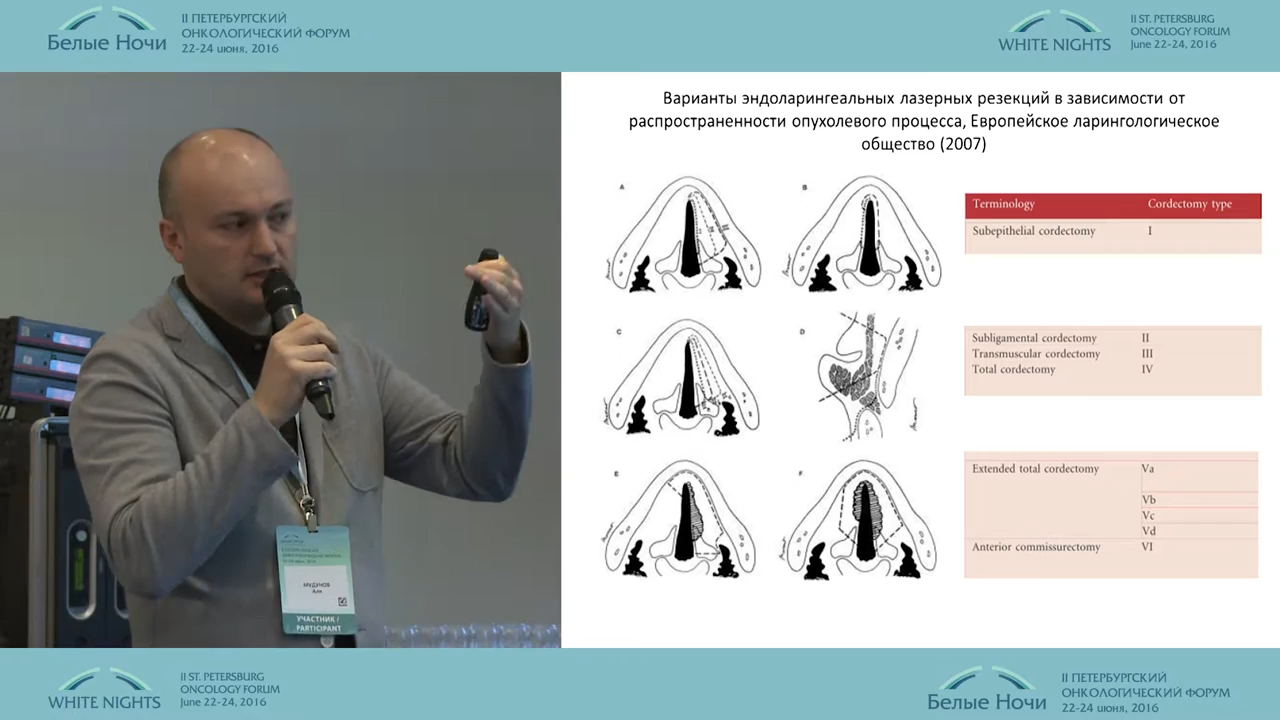 Белые Ночи
II ПЕТЕРБУРГСКИЙ
ОНКОЛОГИЧЕСКИЙ ФОРУМ
22-24 июня, 2016
WHITE NIGHTS
II ST. PETERSBURG
ONCOLOGY FORUM
June 22-24, 2016
Варианты эндоларингеальных лазерных резекций в зависимости от
распространенности опухолевого процесса, Европейское ларингологическое
общество (2007)
A
B
C
D
E
F
Terminology Cordectomy type
Subepithelial cordectomy I
Subligamental cordectomy II
Transmuscular cordectomy III
Total cordectomy IV
Extended total cordectomy Va
Vb
Vc
Vd
Anterior commissurectomy VI
МУДУНОВ
Али
УЧАСТНИК /
PARTICIPANT
WHITE NIGHTS
II ST. PETERSBURG
ONCOLOGY FORUM
June 22-24, 2016
Белые Ночи
II ПЕТЕРБУРГСКИЙ
ОНКОЛОГИЧЕСКИЙ ФОРУМ
22-24 июня, 2016